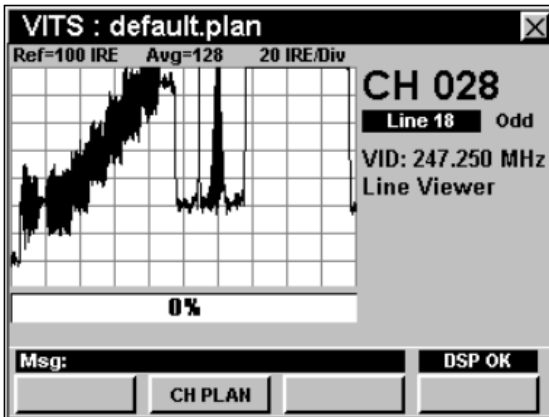 VITS : default.plan
Ref=100 IRE Avg=128 20 IRE/Div
CH 028
Line 18 Odd
VID: 247.250 MHz
Line Viewer
0%
Msg: DSP OK
CH PLAN